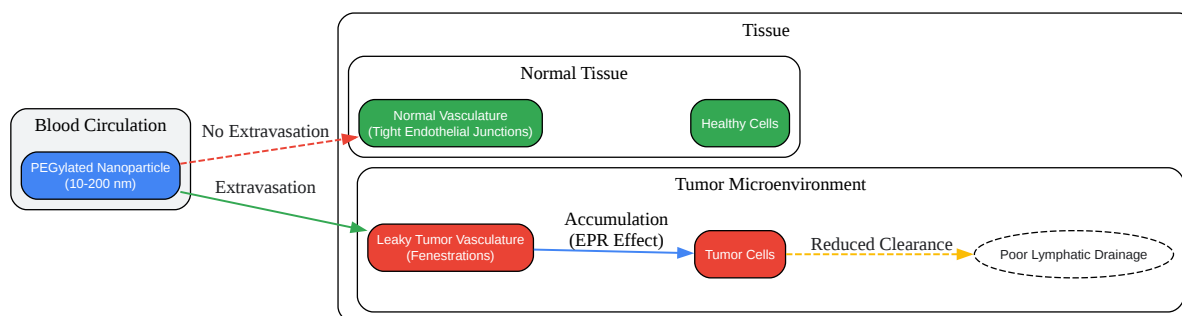 Tissue
Normal Tissue
Normal Vasculature
(Tight Endothelial Junctions)
Healthy Cells
Blood Circulation
PEGylated Nanoparticle
(10-200 nm)
No Extravasation
Extravasation
Tumor Microenvironment
Leaky Tumor Vasculature
(Fenestrations)
Accumulation
(EPR Effect)
Tumor Cells
Reduced Clearance
Poor Lymphatic Drainage